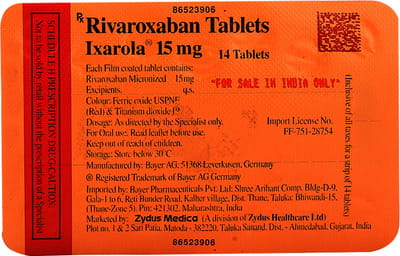 86523906
Rx Rivaroxaban Tablets
Ixarola® 15 mg 14 Tablets
Each Film coated tablet contains:
Rivaroxaban Micronized 15mg
Excipients. q.s.
"FOR SALE IN INDIA ONLY"
Colour: Ferric oxide USPNF
(Red) & Titanium dioxide IP
Dosage: As directed by the Specialist only.
Import License No.
For Oral use. Read leaflet before use.
FF-751-28754
Keep out of reach of children.
Storage: Store below 30°C
Manufactured by: Bayer AG, 51368 Leverkusen, Germany
® Registered Trademark of Bayer AG, Germany
Imported by: Bayer Pharmaceuticals Pvt. Ltd: Shree Arihant Comp. Bldg-D-9,
Gala-1 to 6, Reti Bunder Road, Kalher village, Dist. Thane, Taluka: Bhiwandi-15,
(Thane-Zone 5). Pin: 421302, Maharashtra, India
Marketed by: Zydus Medica (A division of Zydus Healthcare Ltd)
Plot no. 1 & 2 Sari Patia, Matoda - 382220, Taluka Sanand, Dist. - Ahmedabad, Gujarat, India
86523906
SCHEDULE H PRESCRIPTION DRUG-CAUTION
Not to be sold by retail without the prescription of a Specialist
(Inclusive of all taxes for a strip of 14 tablets)